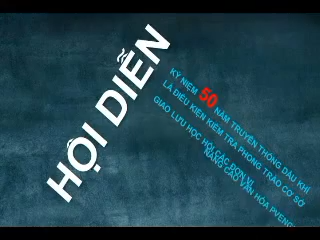 HỘI DIỄN
KỶ NIỆM 50 NĂM TRUYỀN THỐNG DẦU KHÍ
LÀ ĐIỀU KIỆN KIỂM TRA PHONG TRÀO CƠ SỞ
GIAO LƯU HỌC HỎI CÁC ĐƠN VỊ
NÂNG CAO VĂN HÓA PVENG